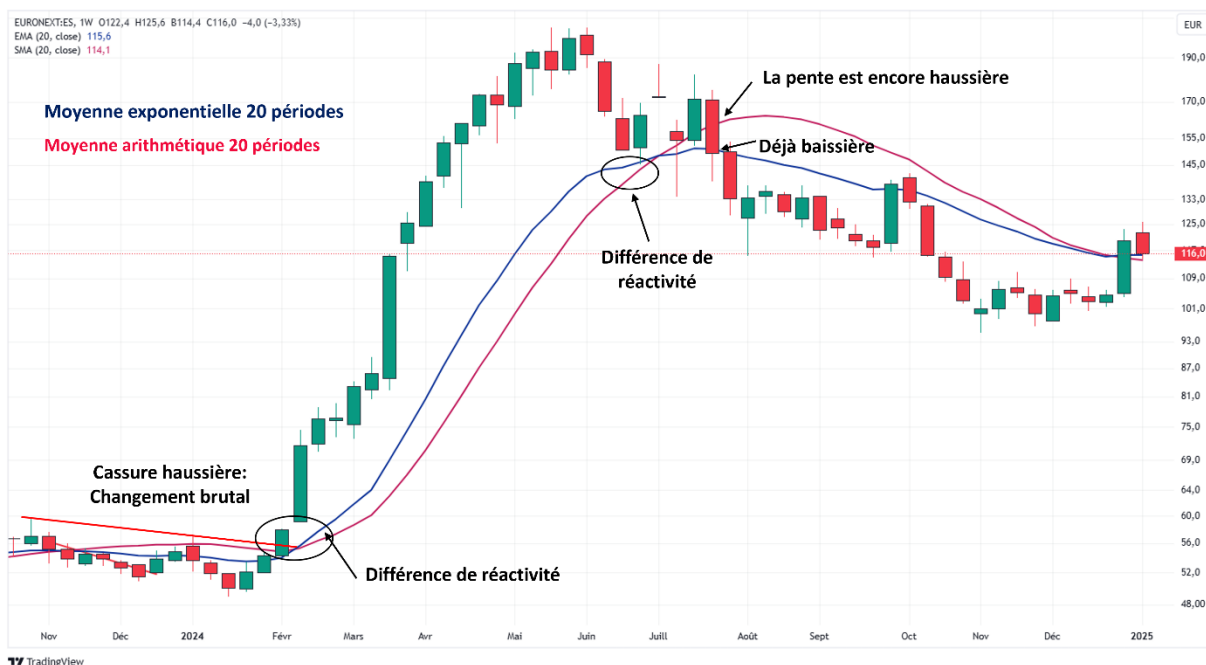 EURONEXT:ES, 1W O122,4 H125,6 B114,4 C116,0 −4,0 (−3,33%)
EMA (20, close) 115,6
SMA (20, close) 114,1
EUR
Moyenne exponentielle 20 périodes
Moyenne arithmétique 20 périodes
La pente est encore haussière
Déjà baissière
Différence de
réactivité
Cassure haussière:
Changement brutal
Différence de réactivité
190,0
170,0
155,0
145,0
133,0
125,0
116,0
109,0
101,0
93,0
87,0
81,0
75,0
69,0
64,0
60,0
56,0
52,0
48,00
Nov Déc 2024 Févr Mars Avr Mai Juin Juill Août Sept Oct Nov Déc 2025
TradingView